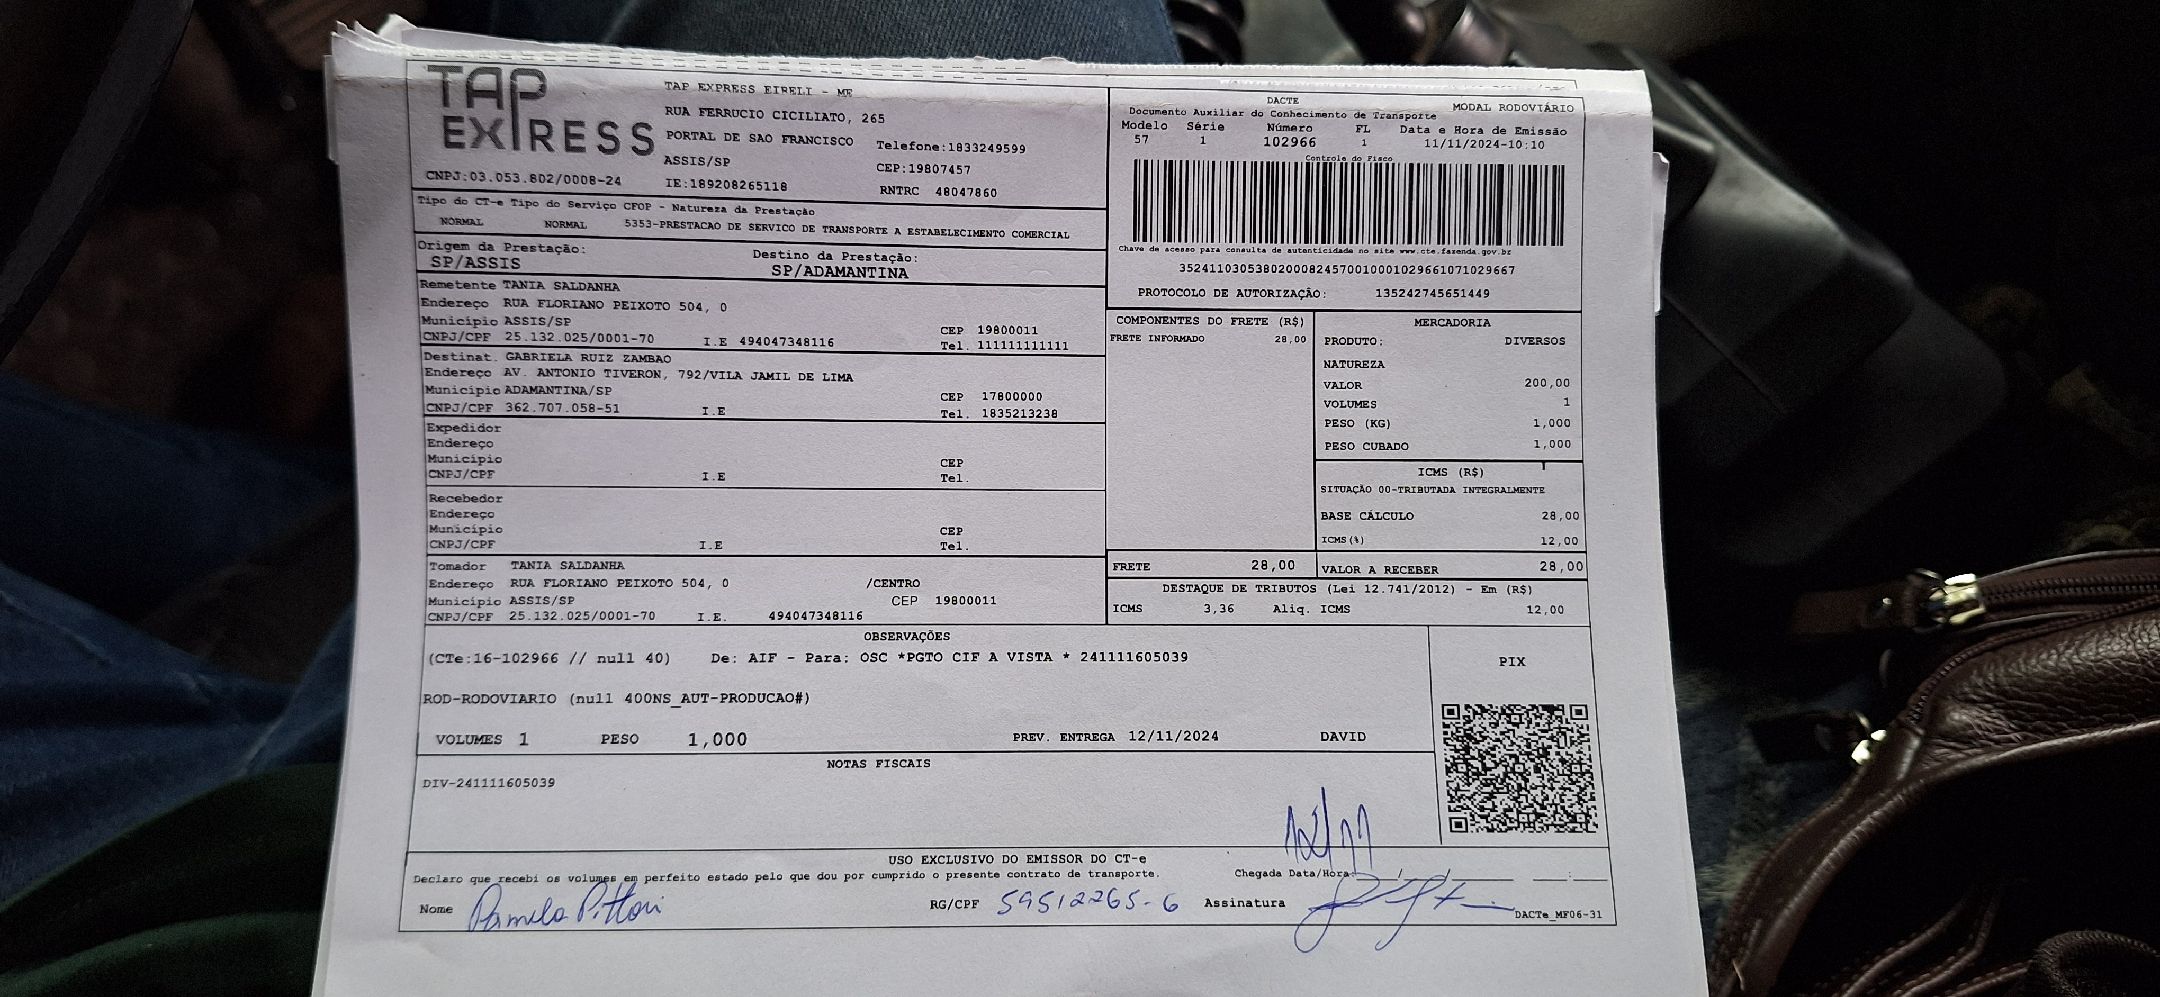 TAP
EXPRESS
CNPJ:03.053.802/0008-24
TAP EXPRESS EIRELI - ME
RUA FERRUCIO CICILIATO, 265
PORTAL DE SAO FRANCISCO
Telefone:1833249599
ASSIS/SP
CEP:19807457
IE:189208265118
RNTRC 48047860
DACTE
MODAL RODOVIÁRIO
Documento Auxiliar do Conhecimento de Transporte
Modelo Série Número FL Data e Hora de Emissão
57 1 102966 1 11/11/2024-10:10
Controle do Fisco
Chave de acesso para consulta de autenticidade no site www.cte.fazenda.gov.br
35241103053802000824570010001029661071029667
PROTOCOLO DE AUTORIZAÇÃO: 135242745651449
Tipo do CT-e Tipo do Serviço CFOP - Natureza da Prestação
NORMAL NORMAL 5353-PRESTACAO DE SERVICO DE TRANSPORTE A ESTABELECIMENTO COMERCIAL
Origem da Prestação: Destino da Prestação:
SP/ASSIS SP/ADAMANTINA
Remetente TANIA SALDANHA
Endereço RUA FLORIANO PEIXOTO 504, 0
Município ASSIS/SP CEP 19800011
CNPJ/CPF 25.132.025/0001-70 I.E 494047348116 Tel. 111111111111
Destinat. GABRIELA RUIZ ZAMBAO
Endereço AV. ANTONIO TIVERON, 792/VILA JAMIL DE LIMA
Município ADAMANTINA/SP CEP 17800000
CNPJ/CPF 362.707.058-51 I.E Tel. 1835213238
Expedidor
Endereço
Município CEP
CNPJ/CPF I.E Tel.
Recebedor
Endereço
Município CEP
CNPJ/CPF I.E Tel.
Tomador TANIA SALDANHA
Endereço RUA FLORIANO PEIXOTO 504, 0 /CENTRO
Município ASSIS/SP CEP 19800011
CNPJ/CPF 25.132.025/0001-70 I.E. 494047348116
COMPONENTES DO FRETE (R$)
FRETE INFORMADO 28,00
MERCADORIA
PRODUTO: DIVERSOS
NATUREZA
VALOR 200,00
VOLUMES 1
PESO (KG) 1,000
PESO CUBADO 1,000
ICMS (R$)
SITUAÇÃO 00-TRIBUTADA INTEGRALMENTE
BASE CÁLCULO 28,00
ICMS(%) 12,00
FRETE 28,00 VALOR A RECEBER 28,00
DESTAQUE DE TRIBUTOS (Lei 12.741/2012) - Em (R$)
ICMS 3,36 Aliq. ICMS 12,00
OBSERVAÇÕES
(CTe:16-102966 // null 40) De: AIF - Para: OSC *PGTO CIF A VISTA * 241111605039
ROD-RODOVIARIO (null 400NS_AUT-PRODUCAO#)
VOLUMES 1 PESO 1,000 PREV. ENTREGA 12/11/2024 DAVID
PIX
NOTAS FISCAIS
DIV-241111605039
12/11
USO EXCLUSIVO DO EMISSOR DO CT-e
Declaro que recebi os volumes em perfeito estado pelo que dou por cumprido o presente contrato de transporte. Chegada Data/Hora: / / :
Nome Pamela Pittori RG/CPF 59512265-6 Assinatura
DACTe_MF06-31